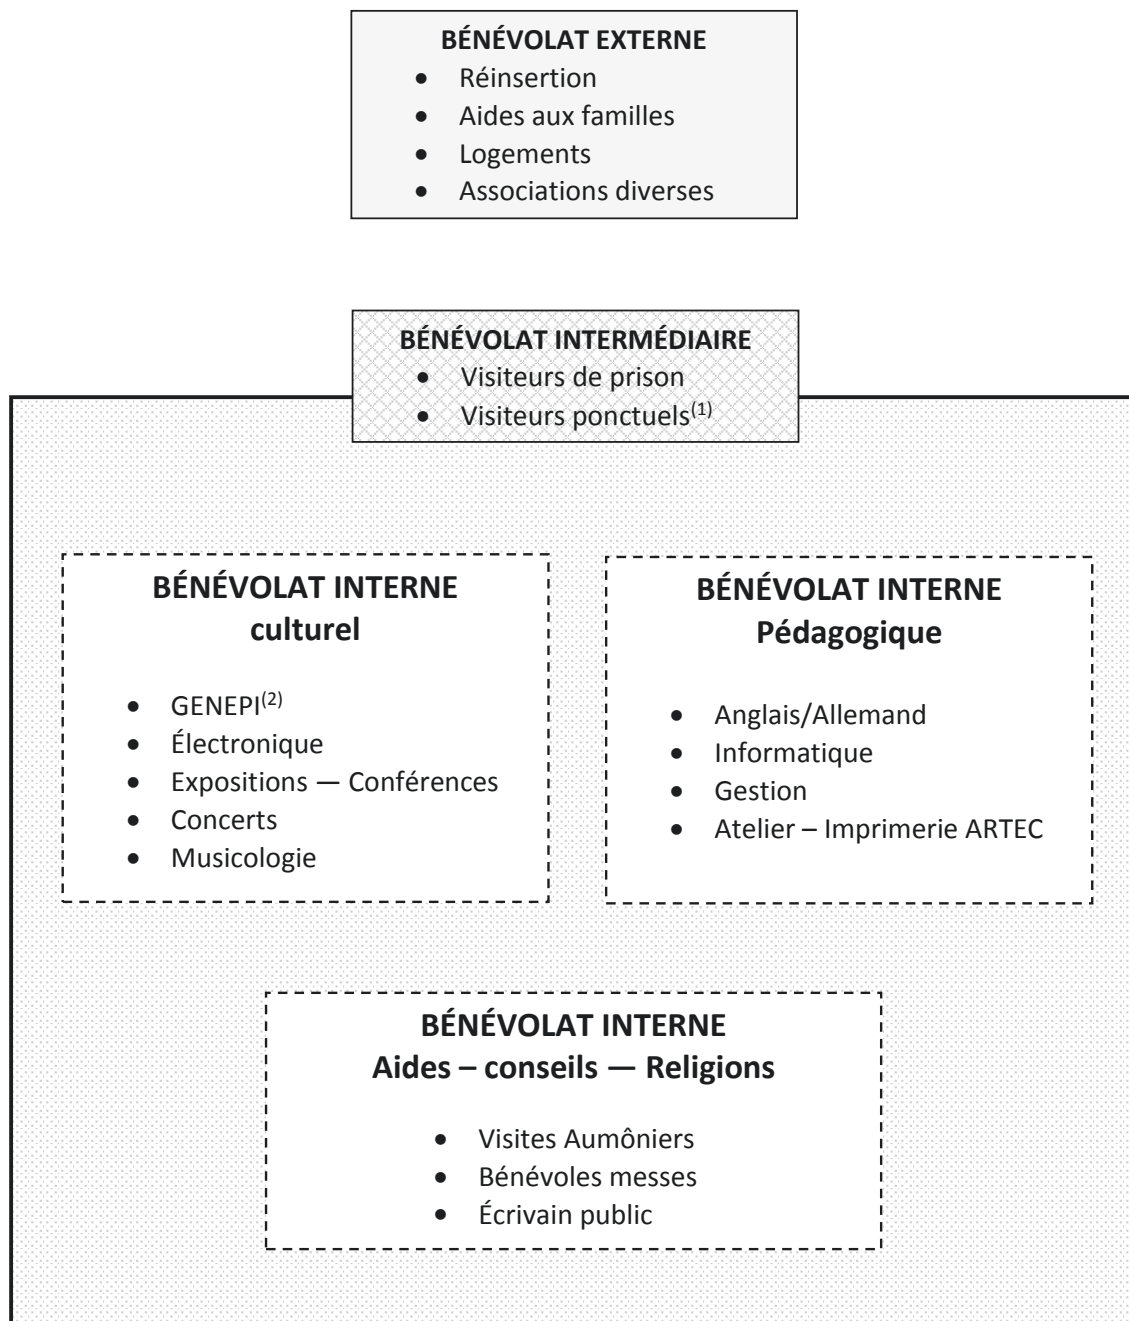 BÉNÉVOLAT EXTERNE
• Réinsertion
• Aides aux familles
• Logements
• Associations diverses
BÉNÉVOLAT INTERMÉDIAIRE
• Visiteurs de prison
• Visiteurs ponctuels(1)
BÉNÉVOLAT INTERNE
culturel
• GENEPI(2)
• Électronique
• Expositions — Conférences
• Concerts
• Musicologie
BÉNÉVOLAT INTERNE
Pédagogique
• Anglais/Allemand
• Informatique
• Gestion
• Atelier – Imprimerie ARTEC
BÉNÉVOLAT INTERNE
Aides – conseils — Religions
• Visites Aumôniers
• Bénévoles messes
• Écrivain public